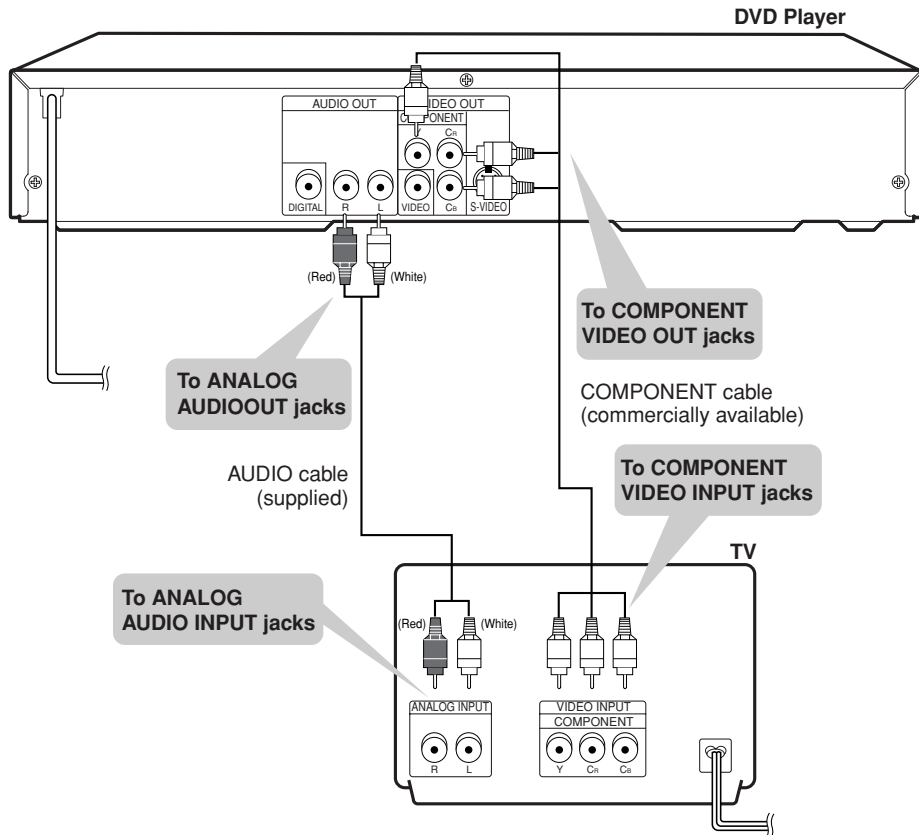 DVD Player
AUDIO OUT
VIDEO OUT
COMPONENT
Y
CR
DIGITAL
R
L
VIDEO
CB
S-VIDEO
(Red)
(White)
To COMPONENT
VIDEO OUT jacks
To ANALOG
AUDIOOUT jacks
COMPONENT cable
(commercially available)
AUDIO cable
(supplied)
To COMPONENT
VIDEO INPUT jacks
TV
To ANALOG
AUDIO INPUT jacks
(Red)
(White)
ANALOG INPUT
R
L
VIDEO INPUT
COMPONENT
Y
CR
CB